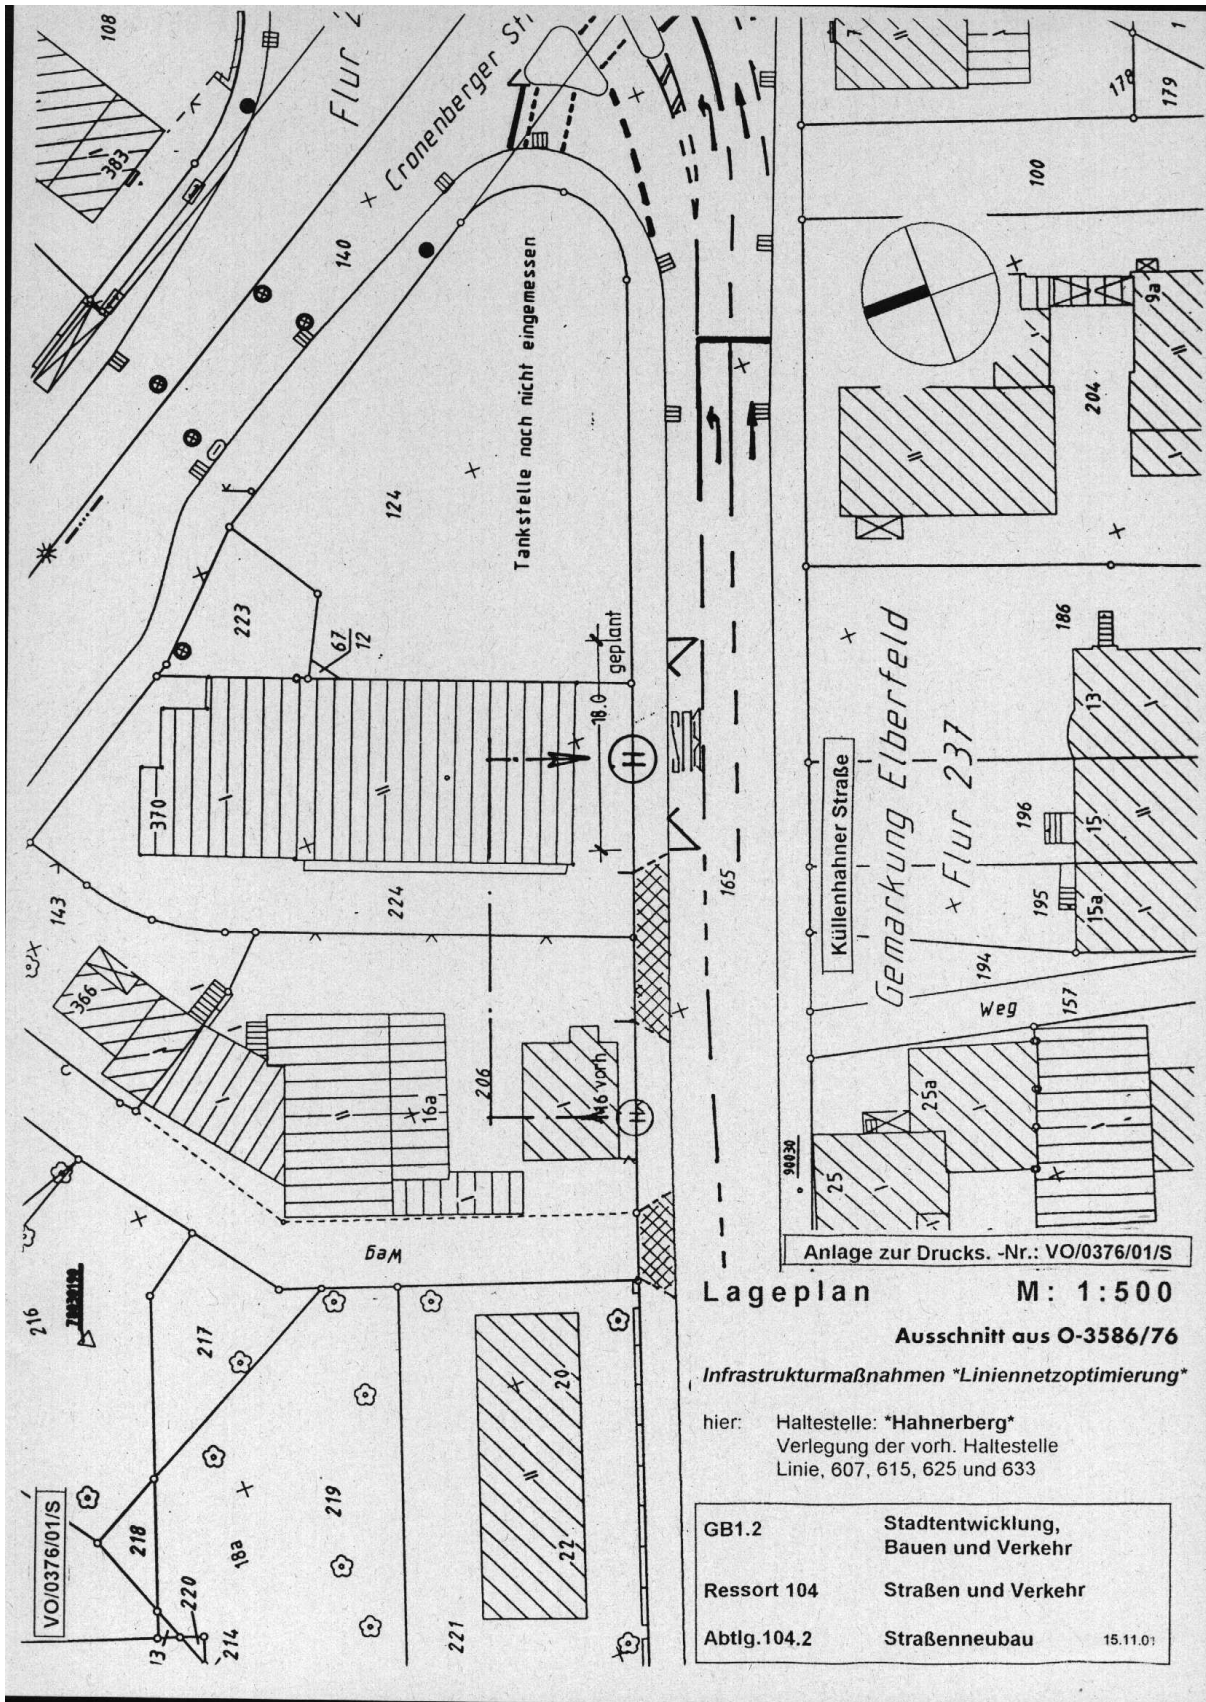 108
Flur 2
Cronenberger Str
383
140
Tankstelle noch nicht eingemessen
124
223
67
12
geplant
18.0
H
370
224
143
366
206
16a
vorh.
H
Weg
216
217
218
219
220
221
214
18a
20
22
13
VO/0376/01/S
165
7
178
179
1
100
9a
204
186
13
Gemarkung Elberfeld
Flur 237
Küllenhahner Straße
196
15
195
15a
194
Weg
157
25a
25
90030
Anlage zur Drucks. -Nr.: VO/0376/01/S
Lageplan M: 1:500
Ausschnitt aus O-3586/76
Infrastrukturmaßnahmen *Liniennetzoptimierung*
hier: Haltestelle: *Hahnerberg*
Verlegung der vorh. Haltestelle
Linie, 607, 615, 625 und 633
GB1.2 Stadtentwicklung,
Bauen und Verkehr
Ressort 104 Straßen und Verkehr
Abtlg.104.2 Straßenneubau 15.11.01